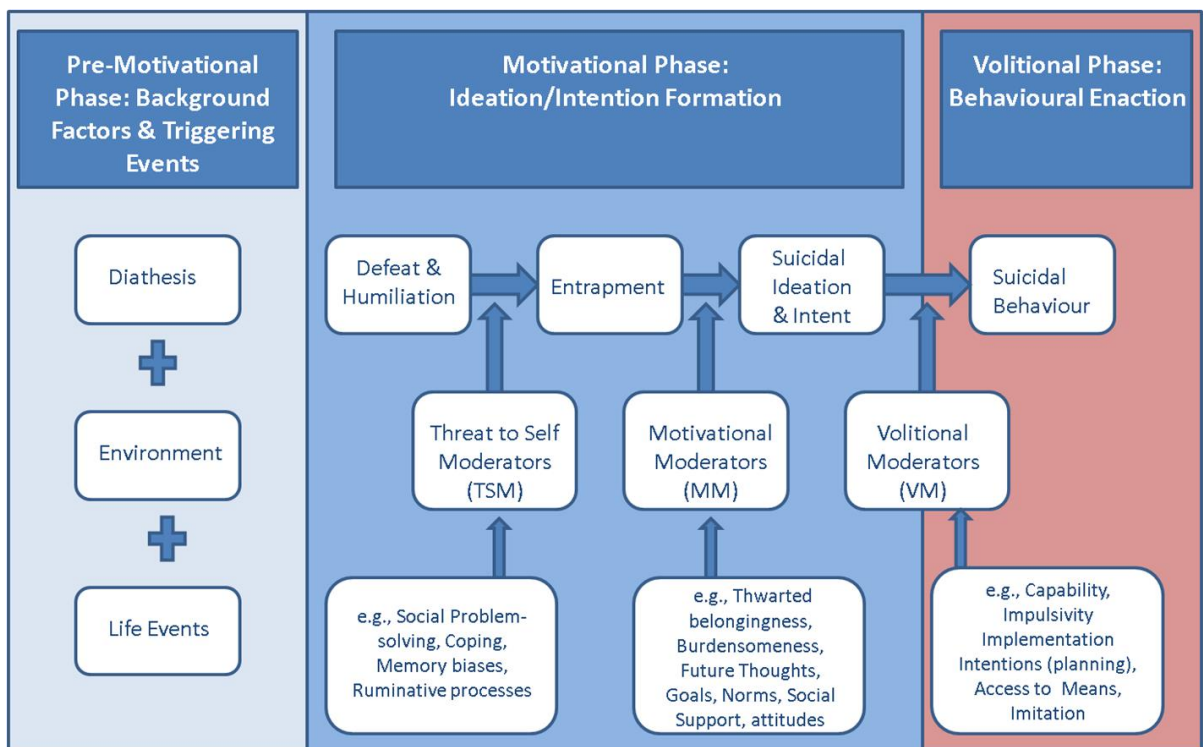 Pre-Motivational
Phase: Background
Factors & Triggering
Events
Motivational Phase:
Ideation/Intention Formation
Volitional Phase:
Behavioural Enaction
Diathesis
Environment
Life Events
Defeat &
Humiliation
Entrapment
Suicidal
Ideation
& Intent
Suicidal
Behaviour
Threat to Self
Moderators
(TSM)
Motivational
Moderators
(MM)
Volitional
Moderators
(VM)
e.g., Social Problem-
solving, Coping,
Memory biases,
Ruminative processes
e.g., Thwarted
belongingness,
Burdensomeness,
Future Thoughts,
Goals, Norms, Social
Support, attitudes
e.g., Capability,
Impulsivity
Implementation
Intentions (planning),
Access to Means,
Imitation